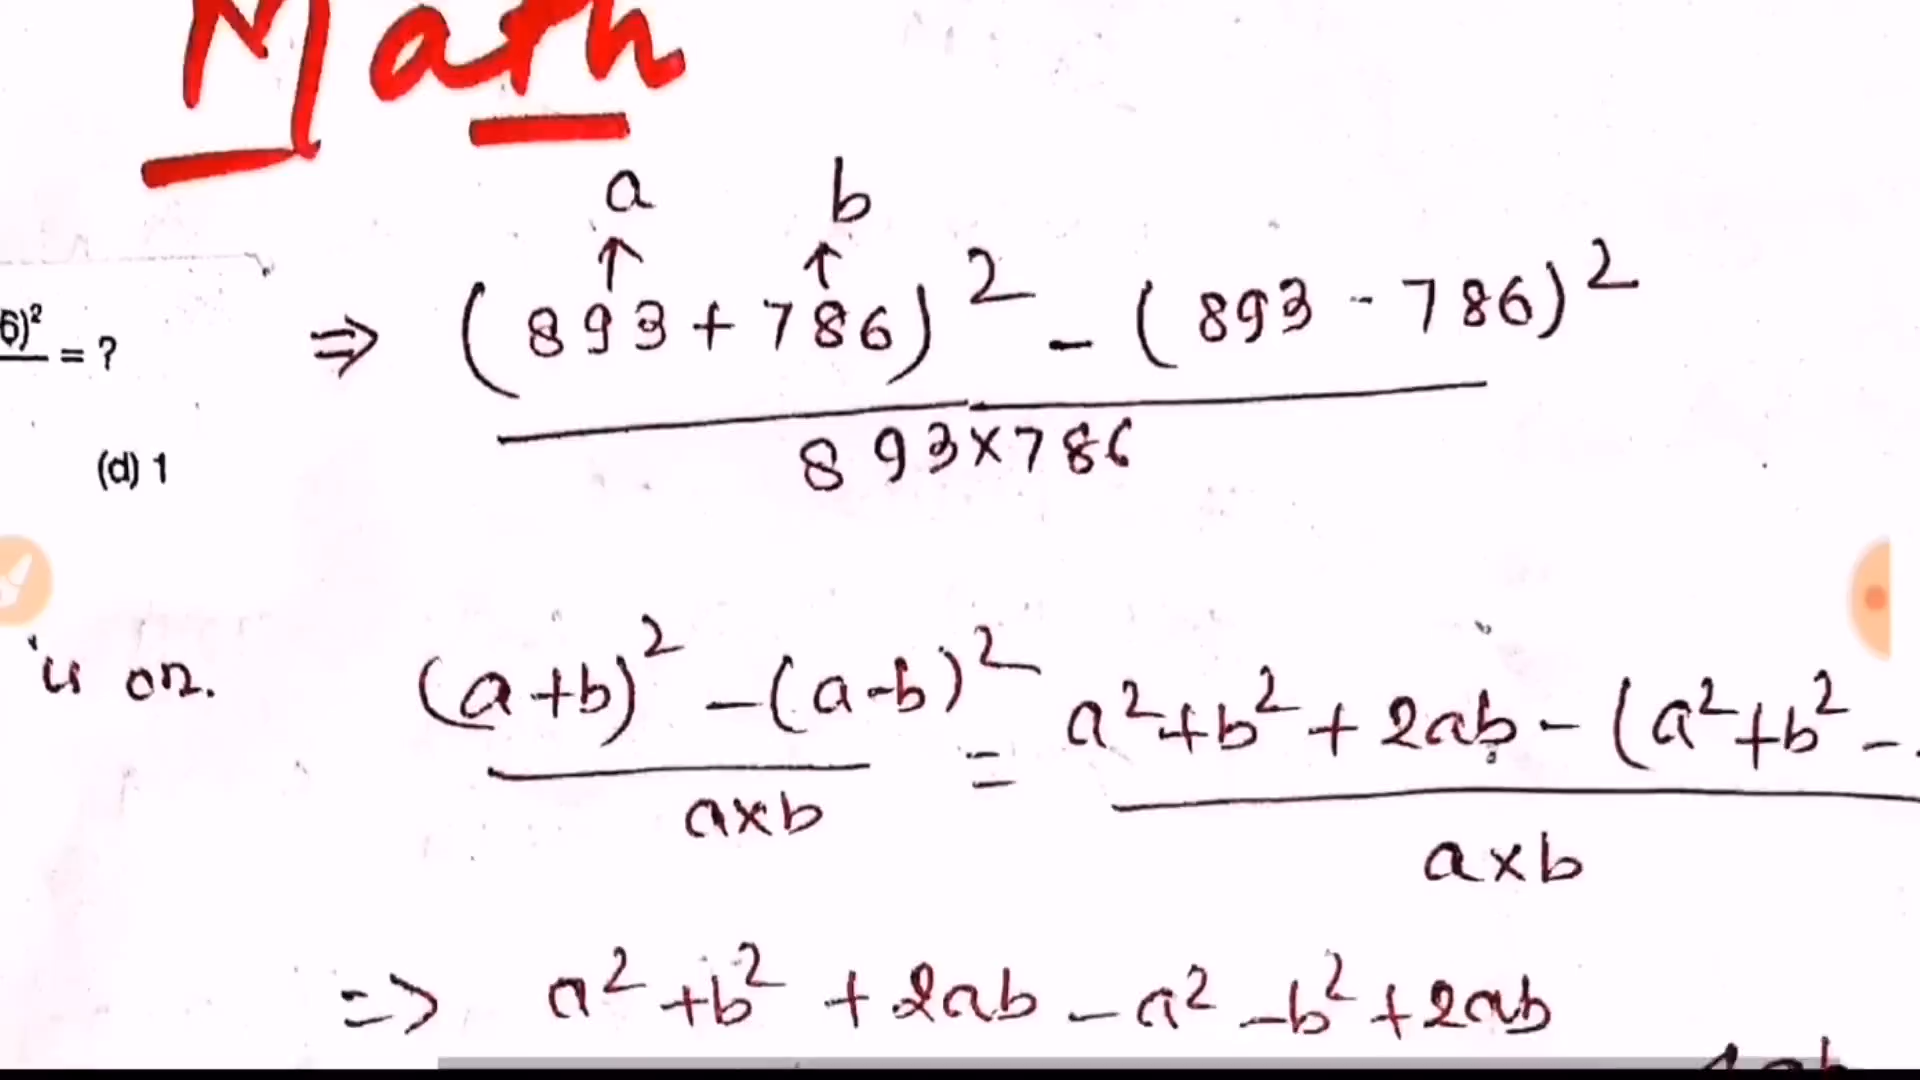 Math
a b
↑ ↑
6)²
= ?
⇒ (893+786)² - (893-786)²
893×786
(d) 1
is on.
(a+b)² -(a-b)² = a²+b²+2ab-(a²+b²-
a×b a×b
=> a²+b²+2ab-a²-b²+2ab